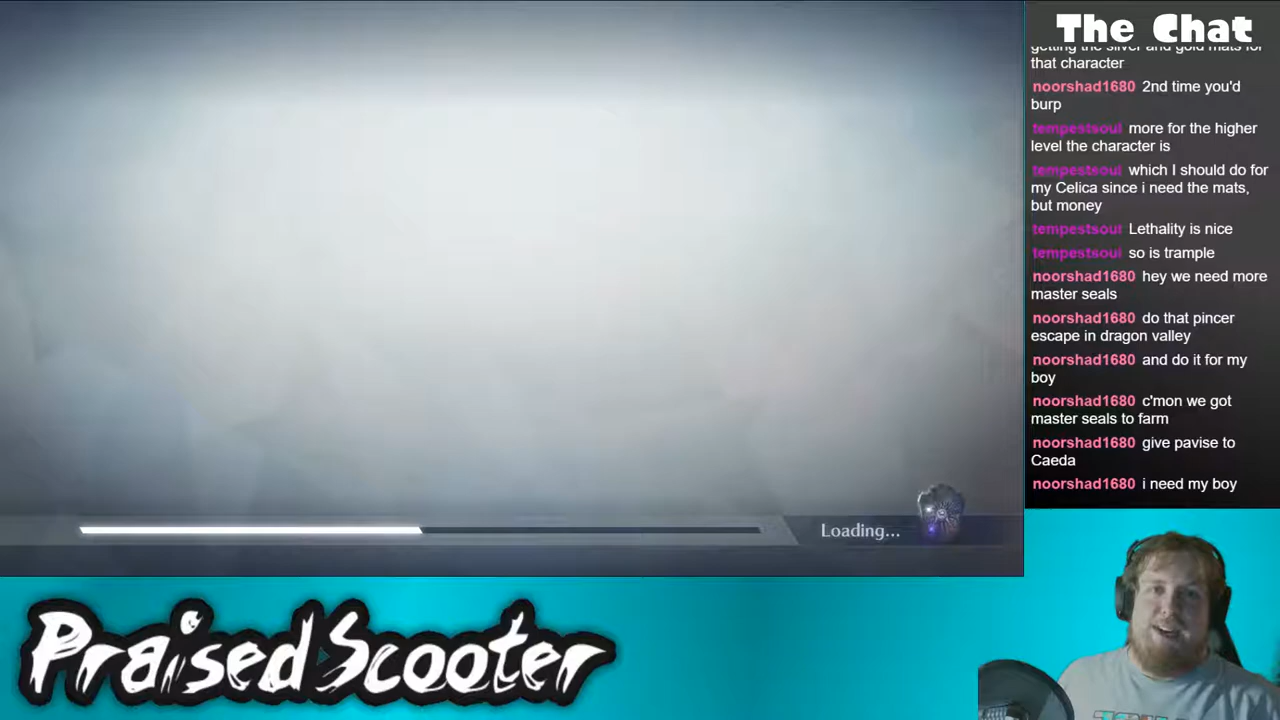 The Chat
getting the silver and gold mats for
that character
noorshad1680 2nd time you'd
burp
tempestsoul more for the higher
level the character is
tempestsoul which I should do for
my Celica since i need the mats,
but money
tempestsoul Lethality is nice
tempestsoul so is trample
noorshad1680 hey we need more
master seals
noorshad1680 do that pincer
escape in dragon valley
noorshad1680 and do it for my
boy
noorshad1680 c'mon we got
master seals to farm
noorshad1680 give pavise to
Caeda
noorshad1680 i need my boy
Loading...
Praised Scooter